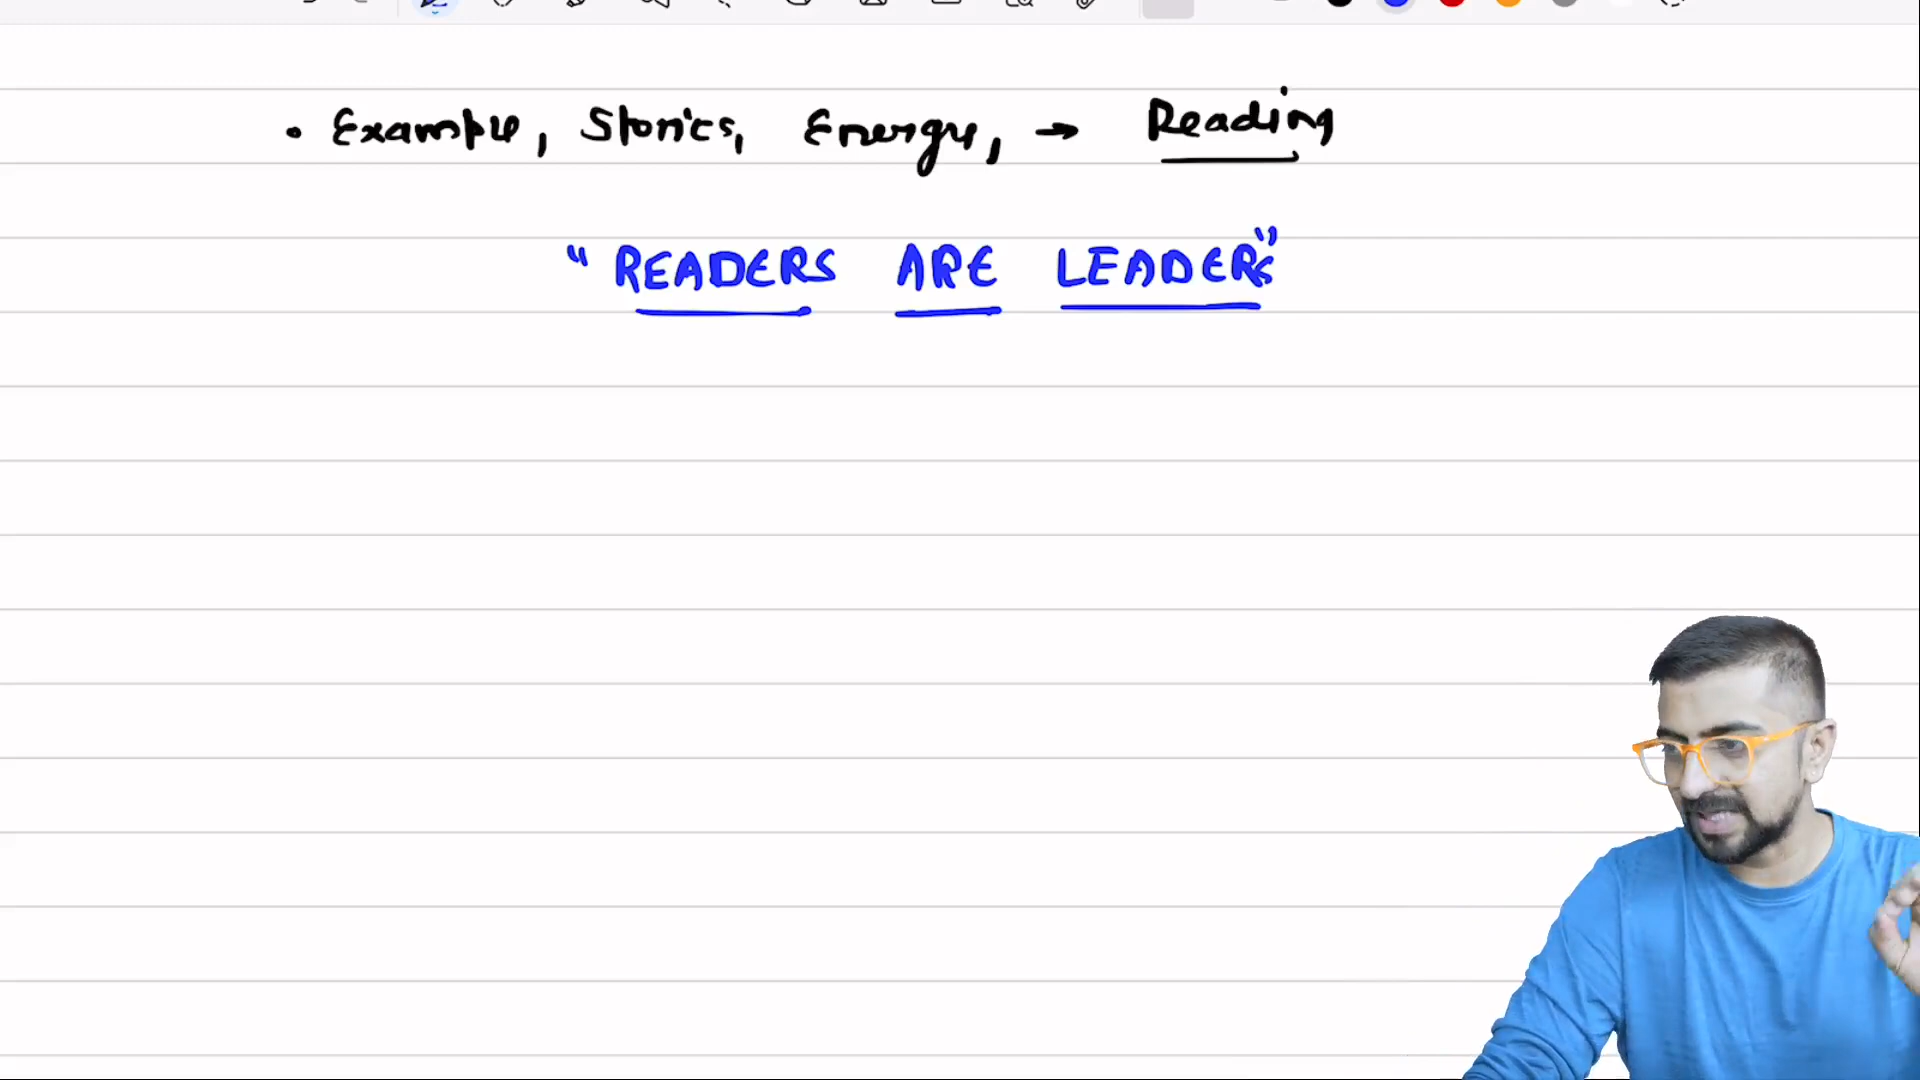 • Example, Stories, Energy, → Reading
"READERS ARE LEADERS"